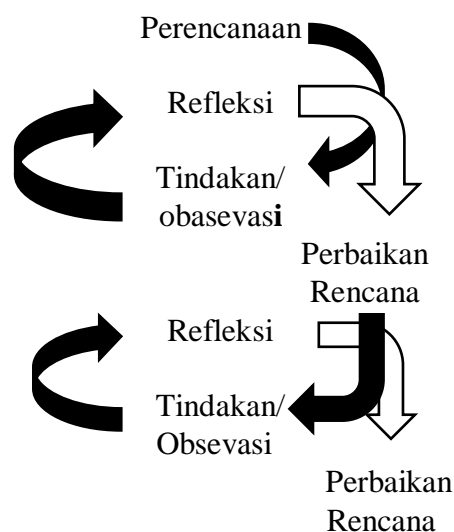 Perencanaan
Refleksi
Tindakan/
obasevasi
Perbaikan
Rencana
Refleksi
Tindakan/
Obsevasi
Perbaikan
Rencana